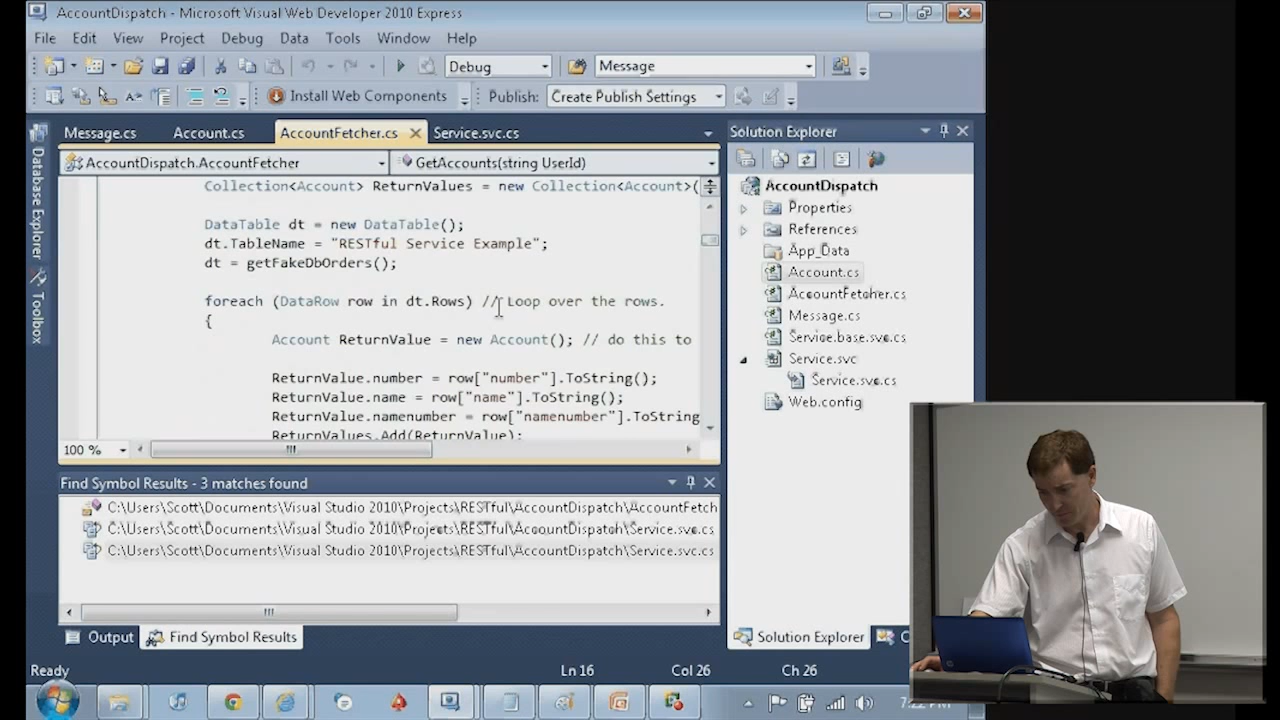 AccountDispatch - Microsoft Visual Web Developer 2010 Express
File Edit View Project Debug Data Tools Window Help
Debug Message
Install Web Components Publish: Create Publish Settings
Message.cs Account.cs AccountFetcher.cs Service.svc.cs
AccountDispatch.AccountFetcher GetAccounts(string UserId)
Database Explorer
Toolbox
Collection<Account> ReturnValues = new Collection<Account>(
DataTable dt = new DataTable();
dt.TableName = "RESTful Service Example";
dt = getFakeDbOrders();
foreach (DataRow row in dt.Rows) // Loop over the rows.
{
Account ReturnValue = new Account(); // do this to
ReturnValue.number = row["number"].ToString();
ReturnValue.name = row["name"].ToString();
ReturnValue.namenumber = row["namenumber"].ToString
ReturnValues.Add(ReturnValue);
100 %
Find Symbol Results - 3 matches found
C:\Users\Scott\Documents\Visual Studio 2010\Projects\RESTful\AccountDispatch\AccountFetch
C:\Users\Scott\Documents\Visual Studio 2010\Projects\RESTful\AccountDispatch\Service.svc.cs
C:\Users\Scott\Documents\Visual Studio 2010\Projects\RESTful\AccountDispatch\Service.svc.cs
Output Find Symbol Results
Solution Explorer
AccountDispatch
Properties
References
App_Data
Account.cs
AccountFetcher.cs
Message.cs
Service.base.svc.cs
Service.svc
Service.svc.cs
Web.config
Solution Explorer
Ready Ln 16 Col 26 Ch 26